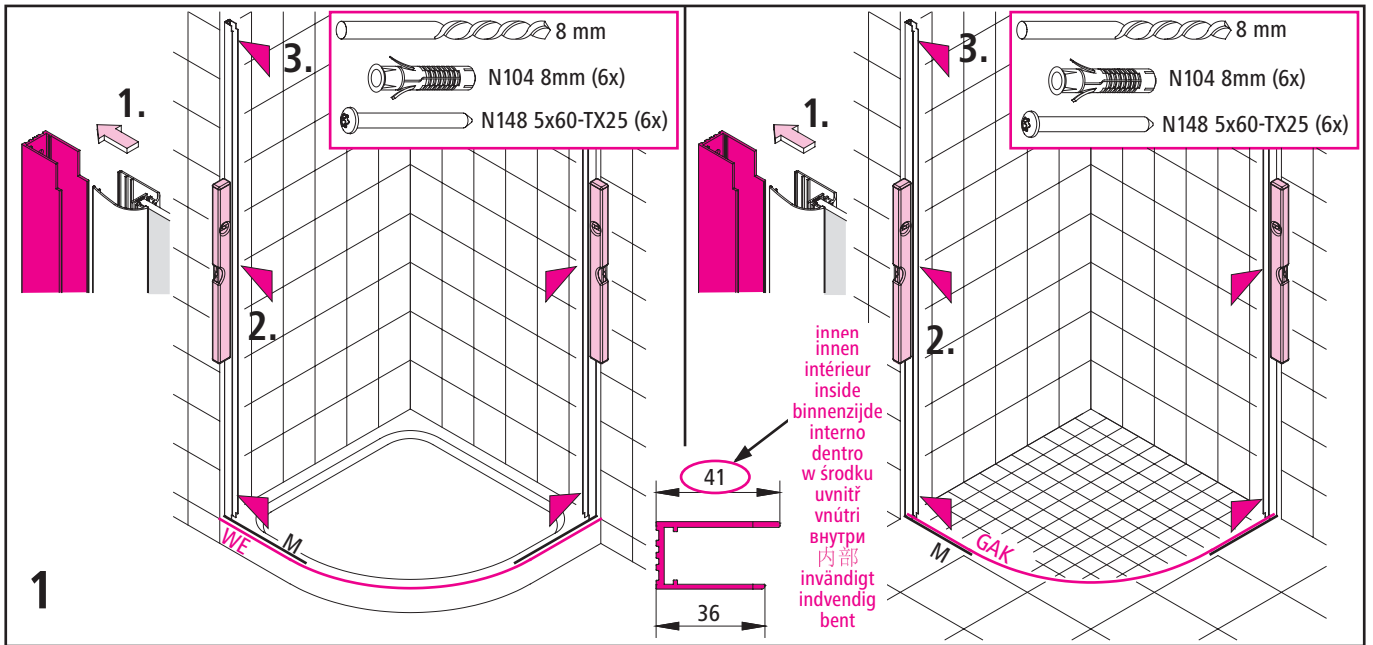 3.
8 mm
N104 8mm (6x)
N148 5x60-TX25 (6x)
1.
2.
WE
M
1
3.
8 mm
N104 8mm (6x)
N148 5x60-TX25 (6x)
1.
2.
innen
innen
intérieur
inside
binnenzijde
interno
dentro
w środku
uvnitř
vnútri
внутри
内部
invändigt
indvendig
bent
41
36
M
GAK